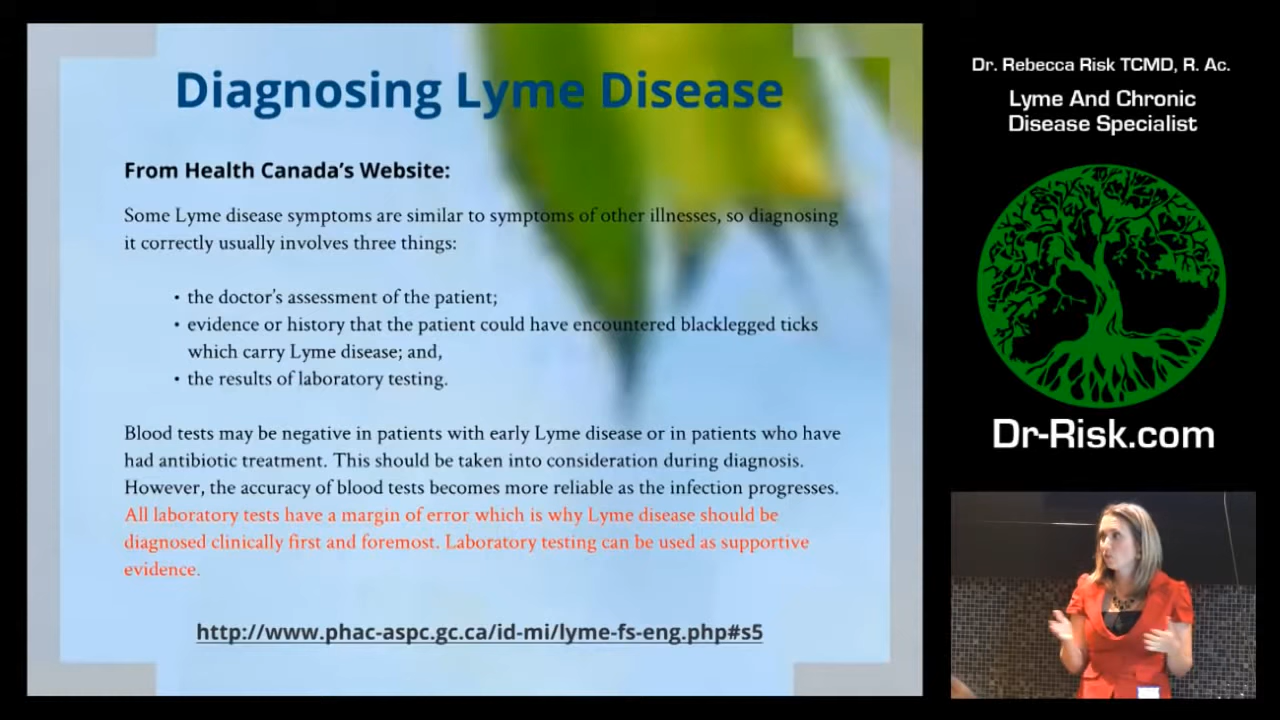 Diagnosing Lyme Disease
From Health Canada's Website:
Some Lyme disease symptoms are similar to symptoms of other illnesses, so diagnosing
it correctly usually involves three things:
• the doctor's assessment of the patient;
• evidence or history that the patient could have encountered blacklegged ticks
which carry Lyme disease; and,
• the results of laboratory testing.
Blood tests may be negative in patients with early Lyme disease or in patients who have
had antibiotic treatment. This should be taken into consideration during diagnosis.
However, the accuracy of blood tests becomes more reliable as the infection progresses.
All laboratory tests have a margin of error which is why Lyme disease should be
diagnosed clinically first and foremost. Laboratory testing can be used as supportive
evidence.
http://www.phac-aspc.gc.ca/id-mi/lyme-fs-eng.php#s5
Dr. Rebecca Risk TCMD, R. Ac.
Lyme And Chronic
Disease Specialist
Dr-Risk.com